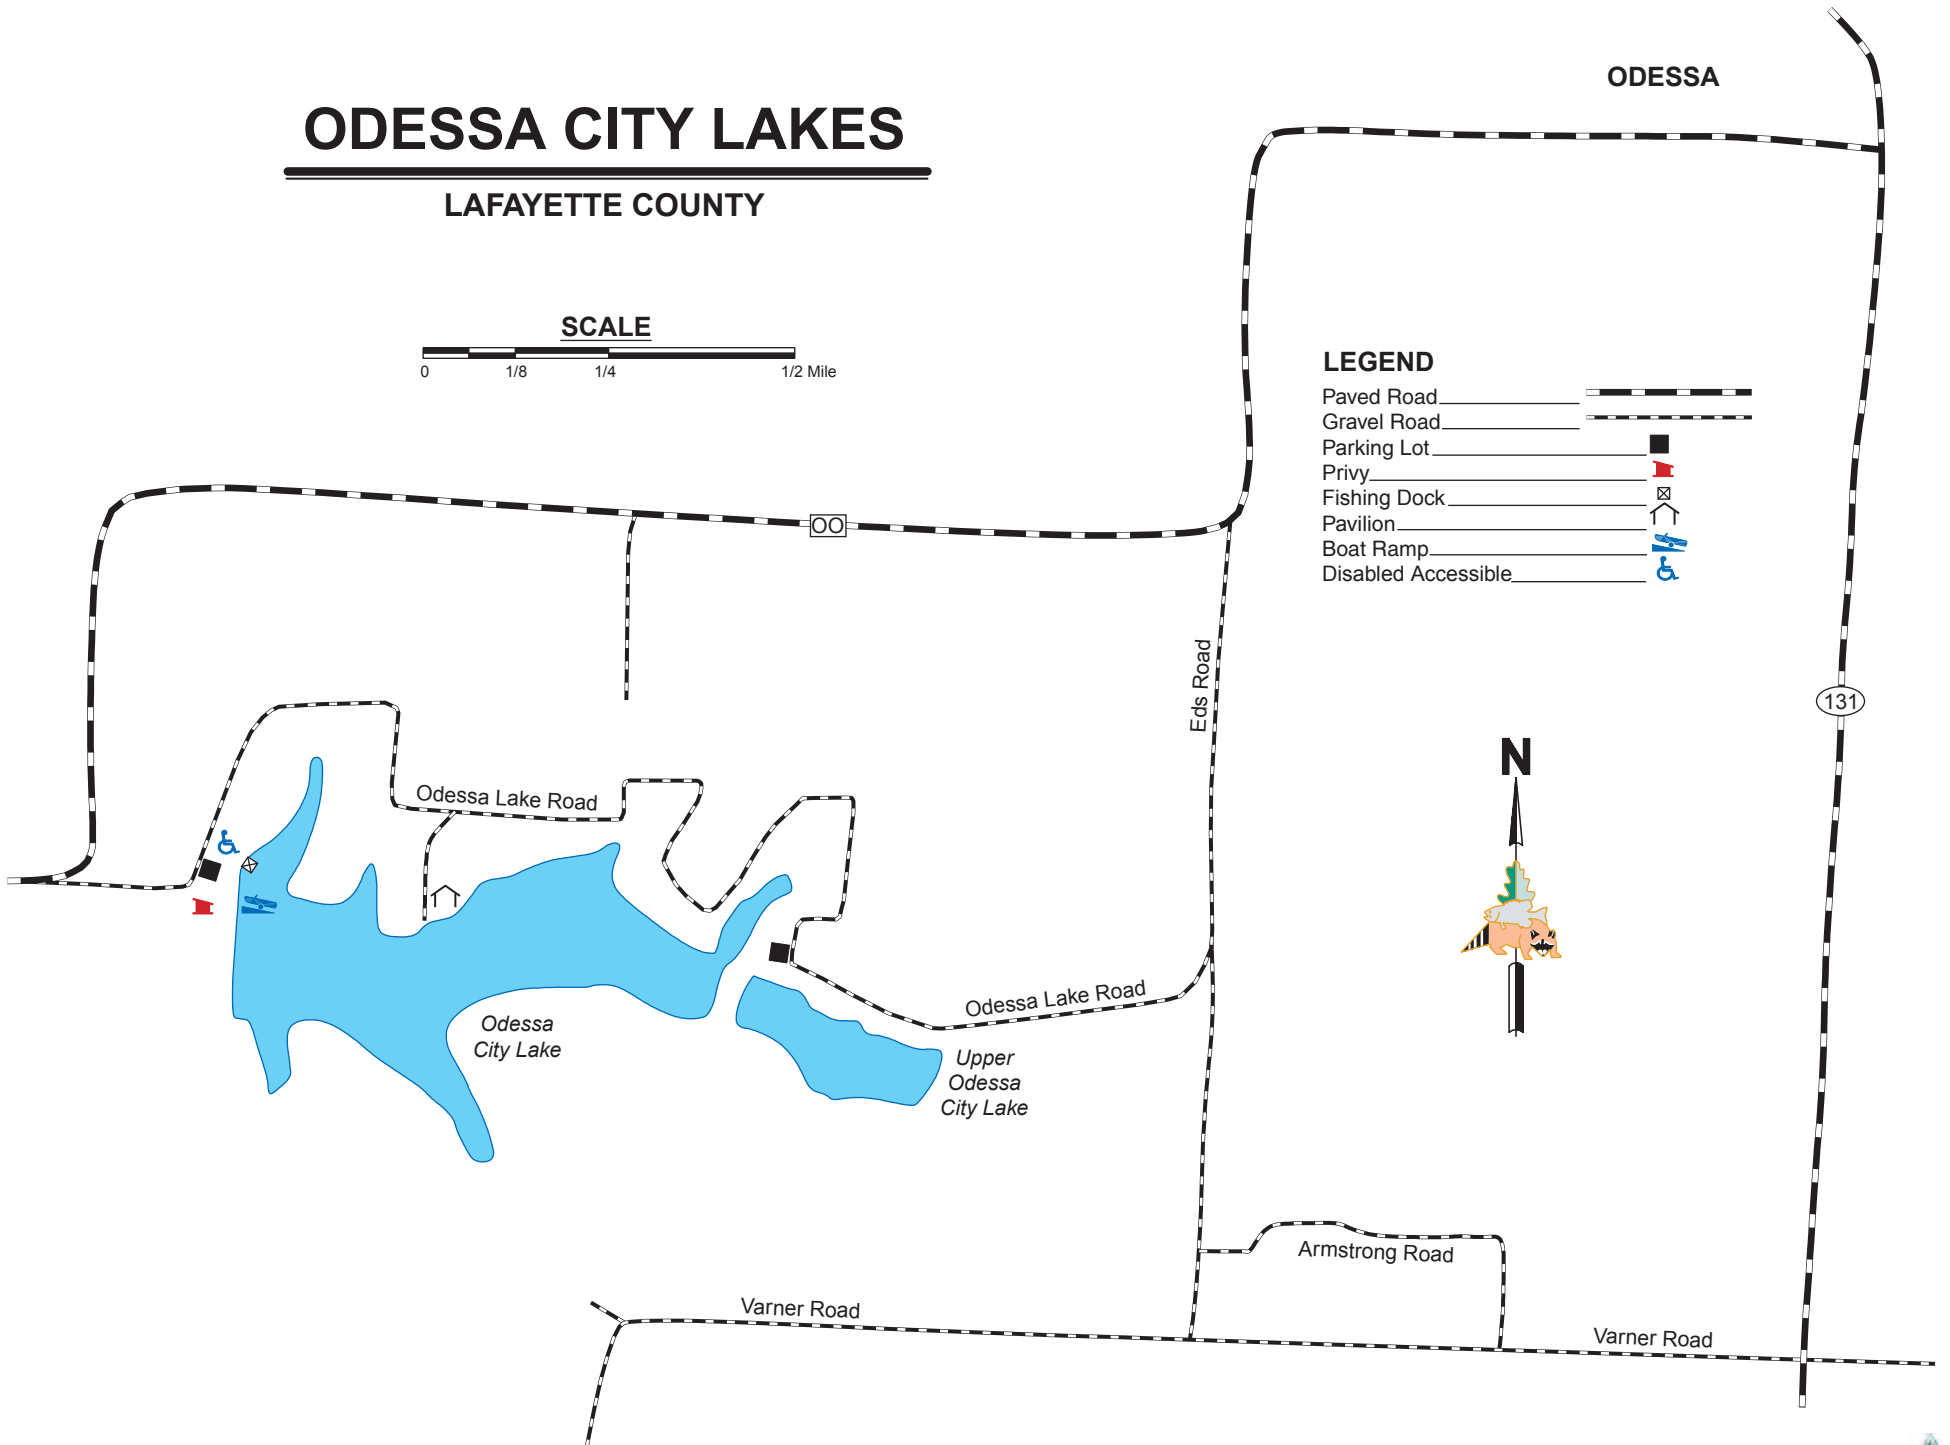 ODESSA
ODESSA CITY LAKES
LAFAYETTE COUNTY
SCALE
0 1/8 1/4 1/2 Mile
LEGEND
Paved Road
Gravel Road
Parking Lot
Privy
Fishing Dock
Pavilion
Boat Ramp
Disabled Accessible
OO
Eds Road
131
N
Odessa Lake Road
Odessa Lake Road
Odessa
City Lake
Upper
Odessa
City Lake
Armstrong Road
Varner Road
Varner Road